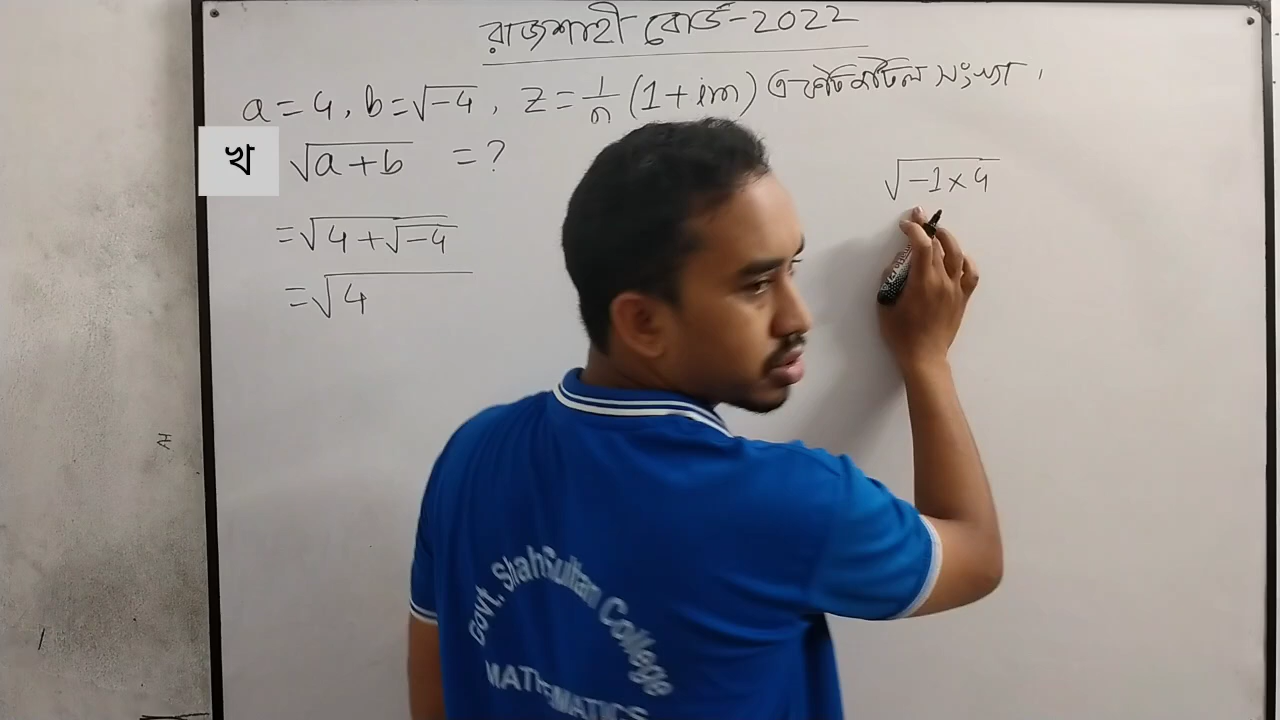 রাজশাহী বোর্ড-2022
a = 4, b = √-4, z = 1/n (1+im) একটি জটিল সংখ্যা।
খ √a+b = ?
= √4+√-4
= √4
√-1×4
Govt. Shah Sultan College
MATHEMATICS